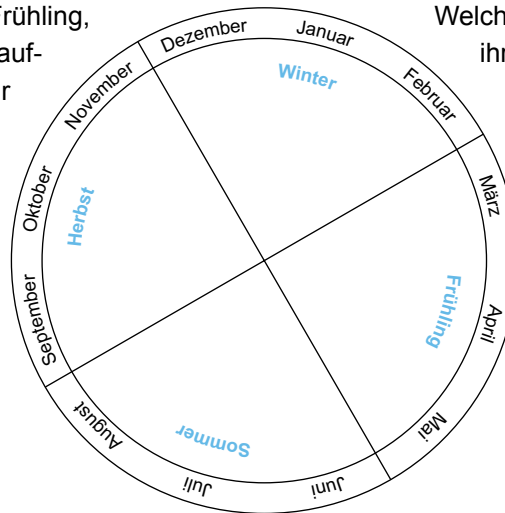 Frühling,
auf-
r
Welch
ihr
Dezember
Januar
Februar
März
April
Mai
Juni
Juli
August
September
Oktober
November
Winter
Frühling
Sommer
Herbst